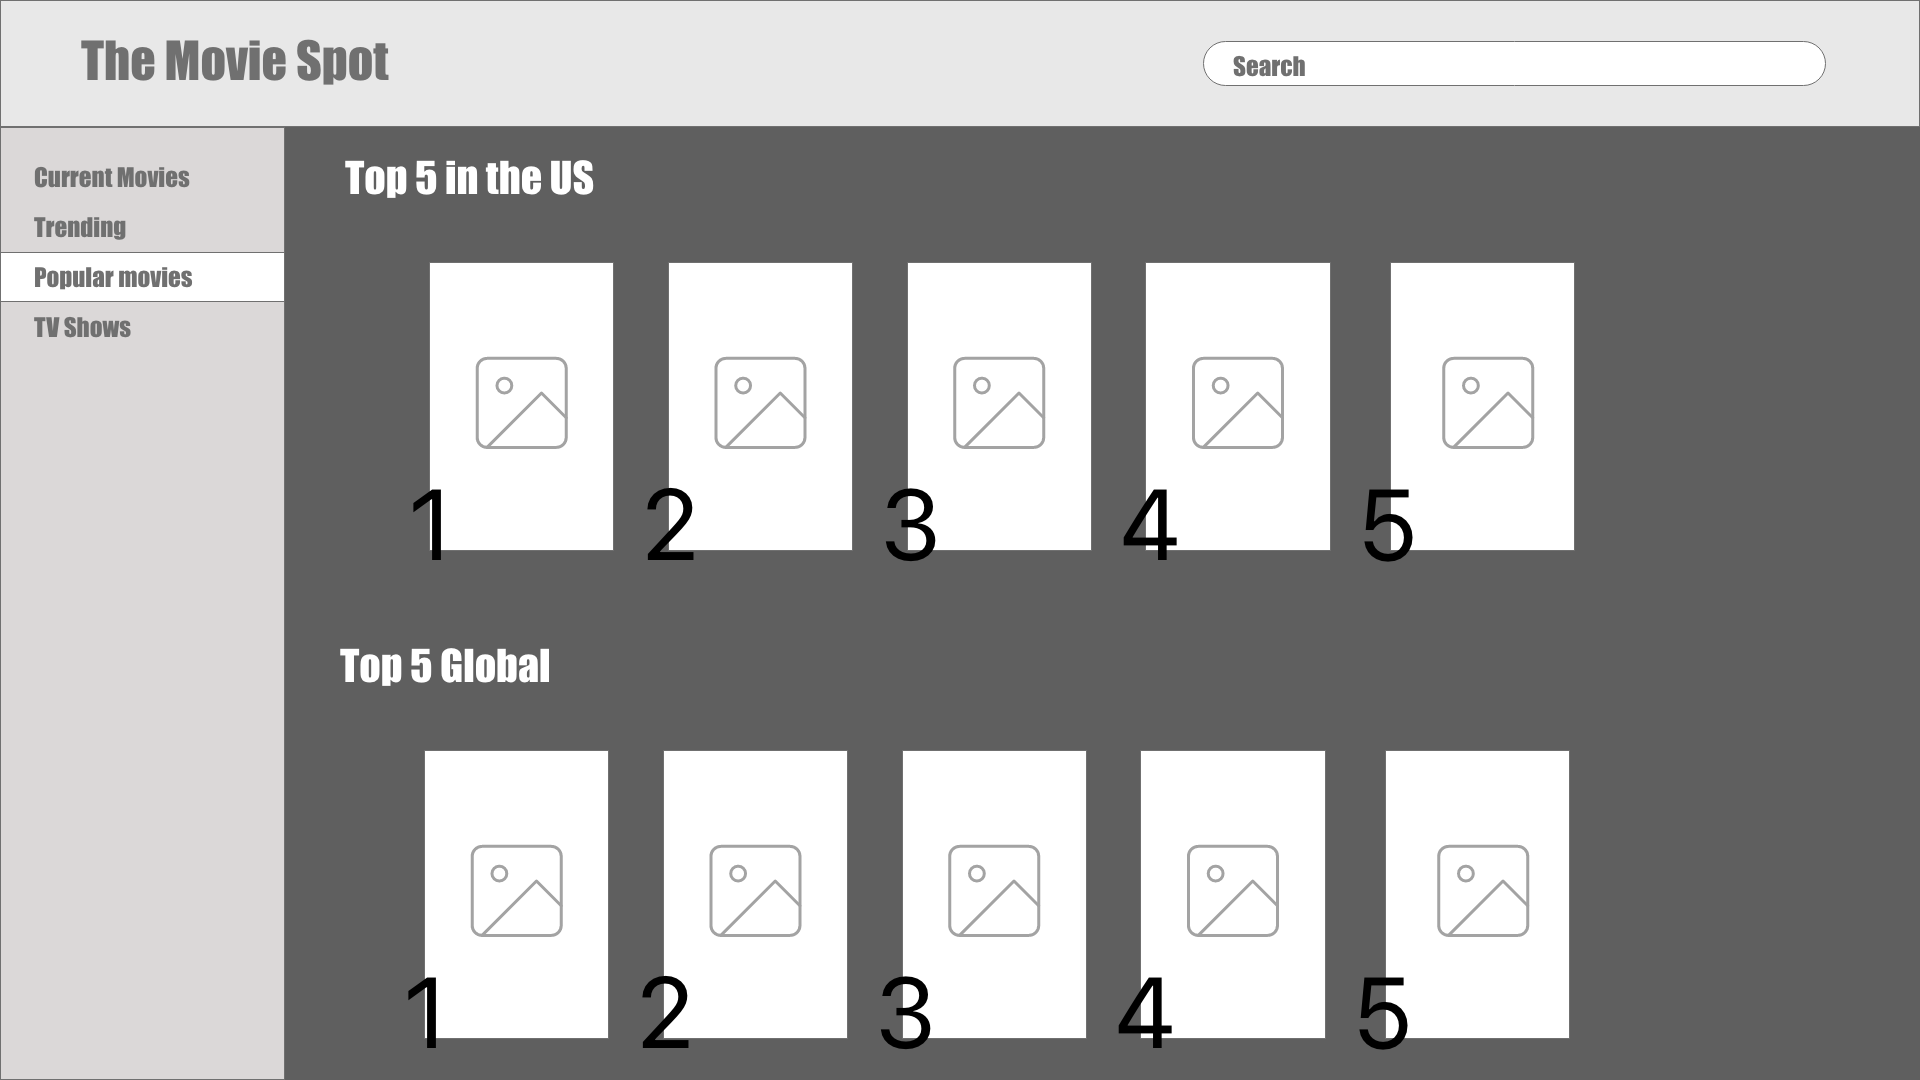 The Movie Spot
Search
Current Movies
Trending
Popular movies
TV Shows
Top 5 in the US
1 2 3 4 5
Top 5 Global
1 2 3 4 5